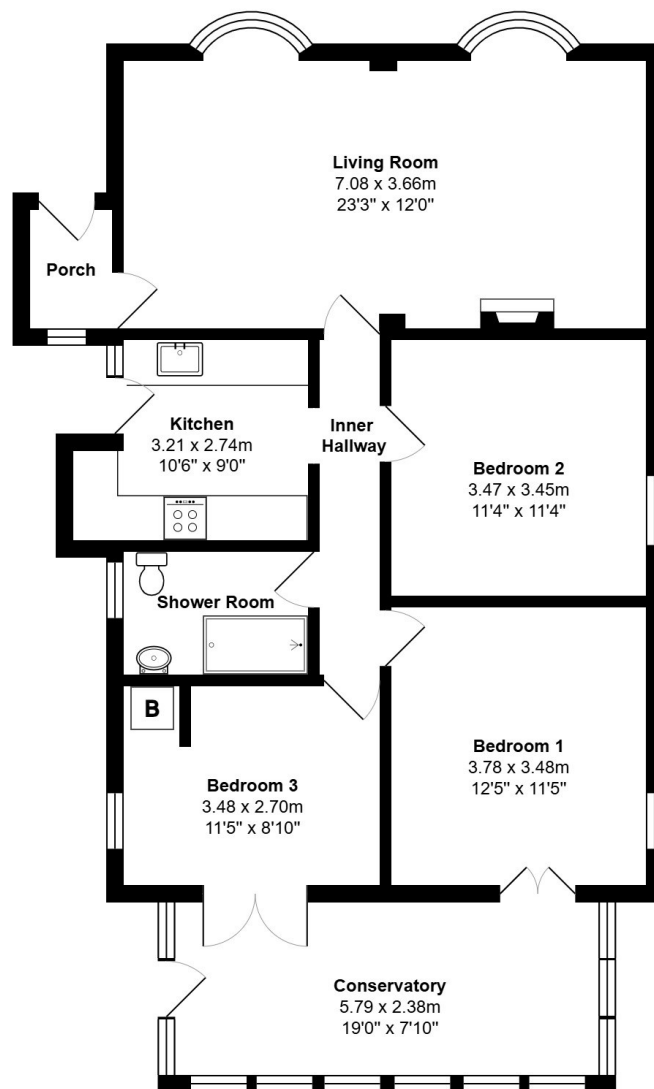 Living Room
7.08 x 3.66m
23'3" x 12'0"
Porch
Kitchen
3.21 x 2.74m
10'6" x 9'0"
Inner
Hallway
Bedroom 2
3.47 x 3.45m
11'4" x 11'4"
Shower Room
B
Bedroom 1
3.78 x 3.48m
12'5" x 11'5"
Bedroom 3
3.48 x 2.70m
11'5" x 8'10"
Conservatory
5.79 x 2.38m
19'0" x 7'10"